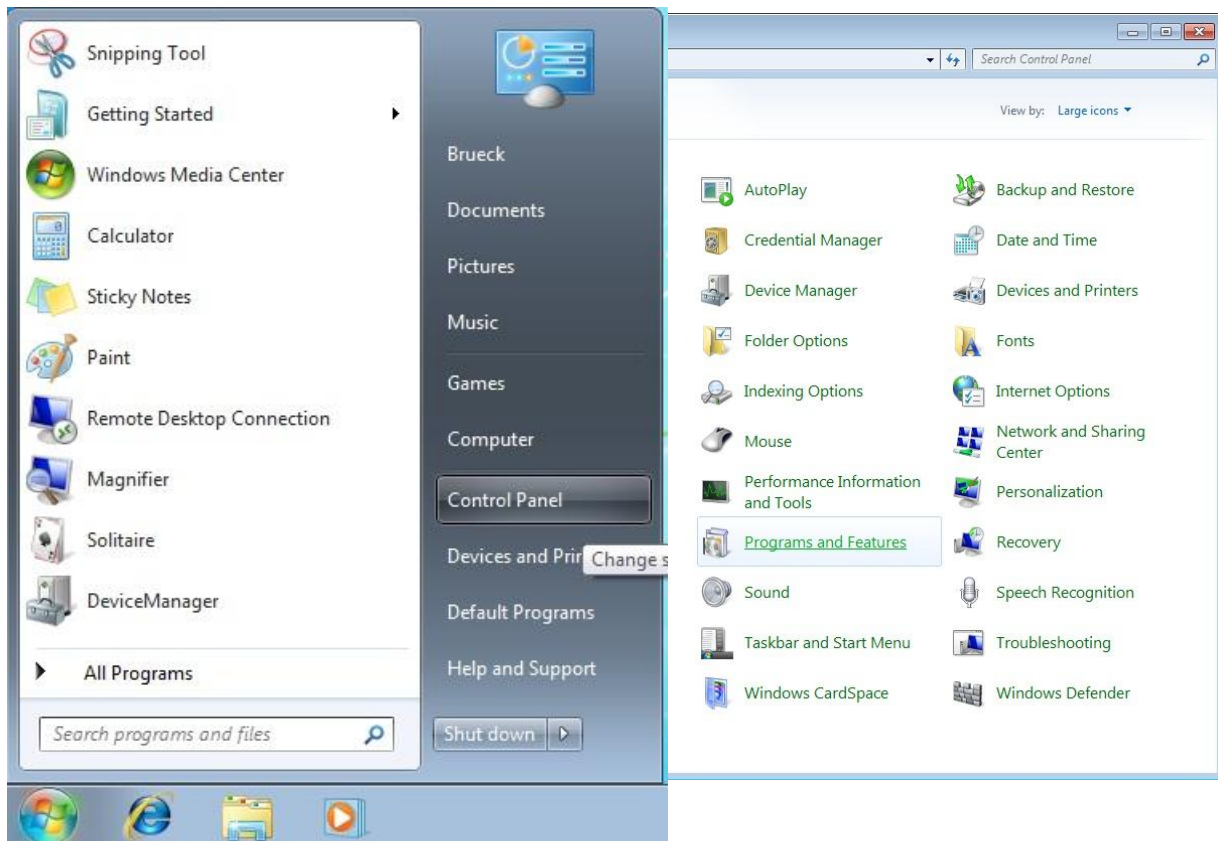 Snipping Tool
Getting Started
Windows Media Center
Calculator
Sticky Notes
Paint
Remote Desktop Connection
Magnifier
Solitaire
DeviceManager
All Programs
Search programs and files
Brueck
Documents
Pictures
Music
Games
Computer
Control Panel
Devices and Prin
Change s
Default Programs
Help and Support
Shut down
Search Control Panel
View by: Large icons
AutoPlay
Backup and Restore
Credential Manager
Date and Time
Device Manager
Devices and Printers
Folder Options
Fonts
Indexing Options
Internet Options
Mouse
Network and Sharing
Center
Performance Information
and Tools
Personalization
Programs and Features
Recovery
Sound
Speech Recognition
Taskbar and Start Menu
Troubleshooting
Windows CardSpace
Windows Defender